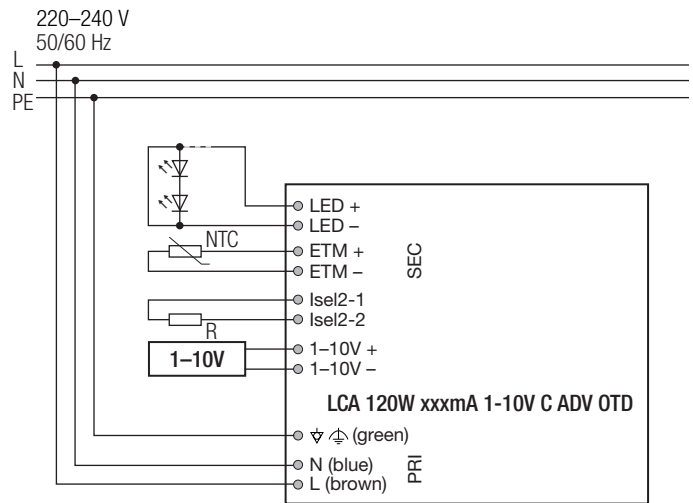 220–240 V
50/60 Hz
L
N
PE
LED +
LED –
NTC
ETM +
ETM –
SEC
Isel2-1
Isel2-2
R
1–10V
1–10V +
1–10V –
LCA 120W xxxmA 1-10V C ADV OTD
(green)
N (blue)
PRI
L (brown)